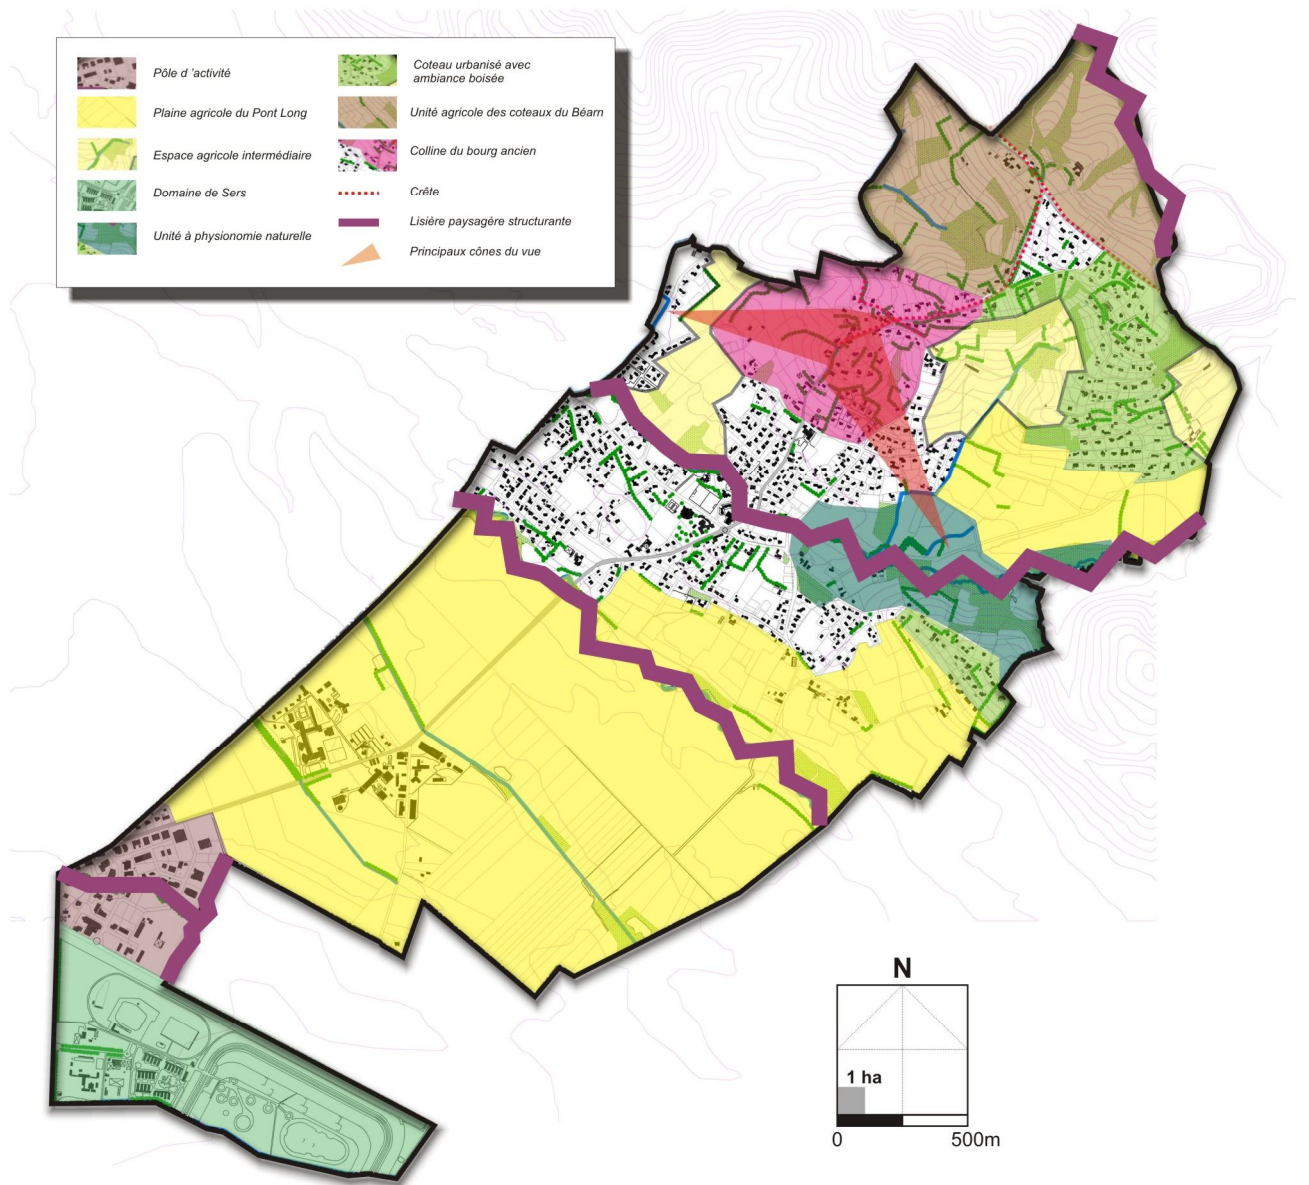 Pôle d 'activité
Plaine agricole du Pont Long
Espace agricole intermédiaire
Domaine de Sers
Unité à physionomie naturelle
Coteau urbanisé avec
ambiance boisée
Unité agricole des coteaux du Béarn
Colline du bourg ancien
Crête
Lisière paysagère structurante
Principaux cônes du vue
N
1 ha
0
500m